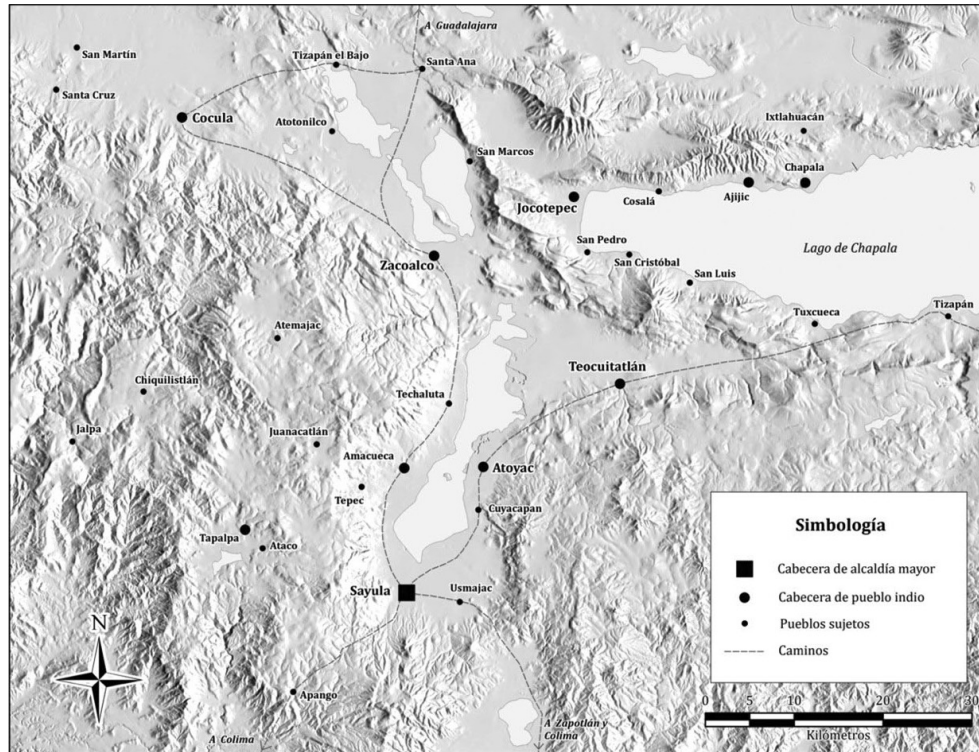 A Guadalajara
San Martín
Tizapán el Bajo
Santa Ana
Santa Cruz
Cocula
Atotonilco
Ixtlahuacán
San Marcos
Chapala
Jocotepec
Cosalá
Ajijic
San Pedro
Lago de Chapala
Zacoalco
San Cristóbal
San Luis
Tizapán
Tuxcueca
Atemajac
Teocuitatlán
Chiquilistlán
Techaluta
Jalpa
Juanacatlán
Amacueca
Atoyac
Tepec
Cuyacapan
Tapalpa
Ataco
Sayula
Usmajac
Apango
A Colima
A Zapotlán y
Colima
N
Simbología
Cabecera de alcaldía mayor
Cabecera de pueblo indio
Pueblos sujetos
Caminos
0 10 20 30
Kilómetros